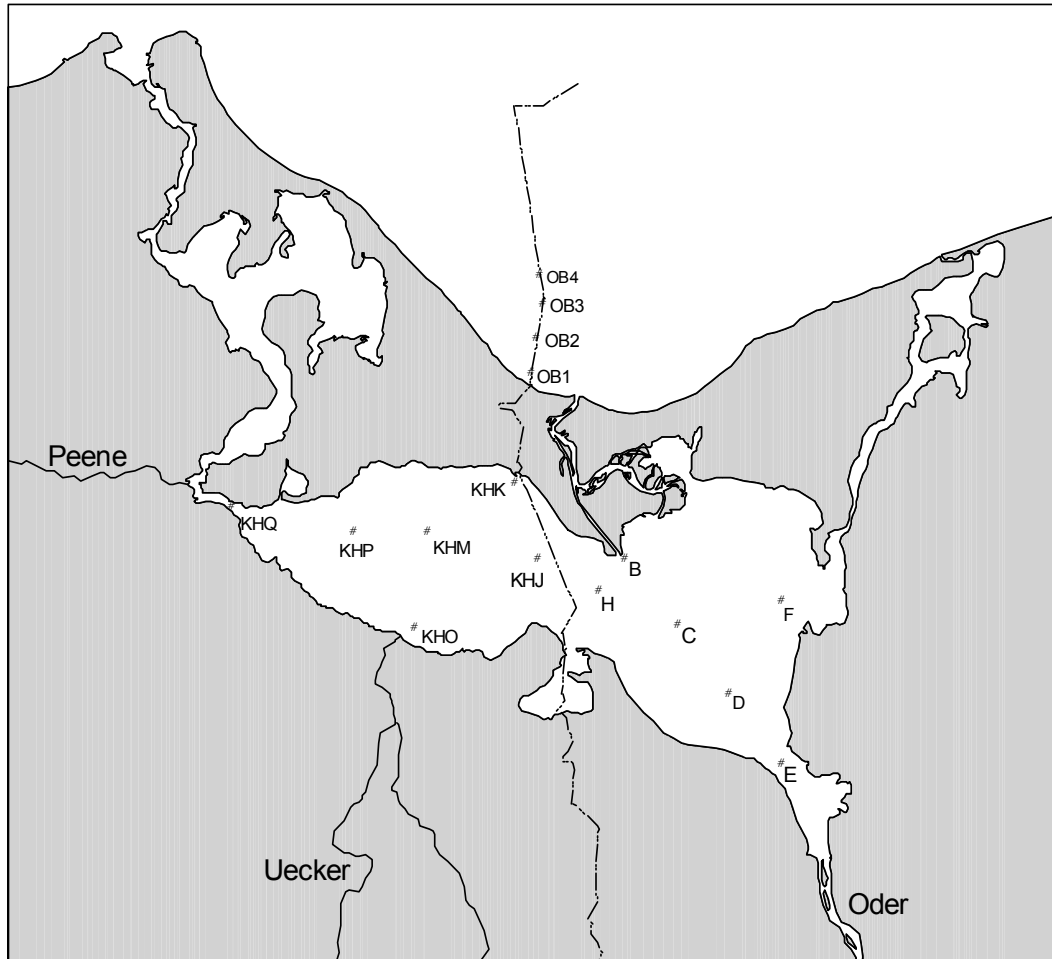 OB4
OB3
OB2
OB1
Peene
KHK
KHQ
KHP
KHM
KHJ
B
H
F
C
KHO
D
E
Uecker
Oder